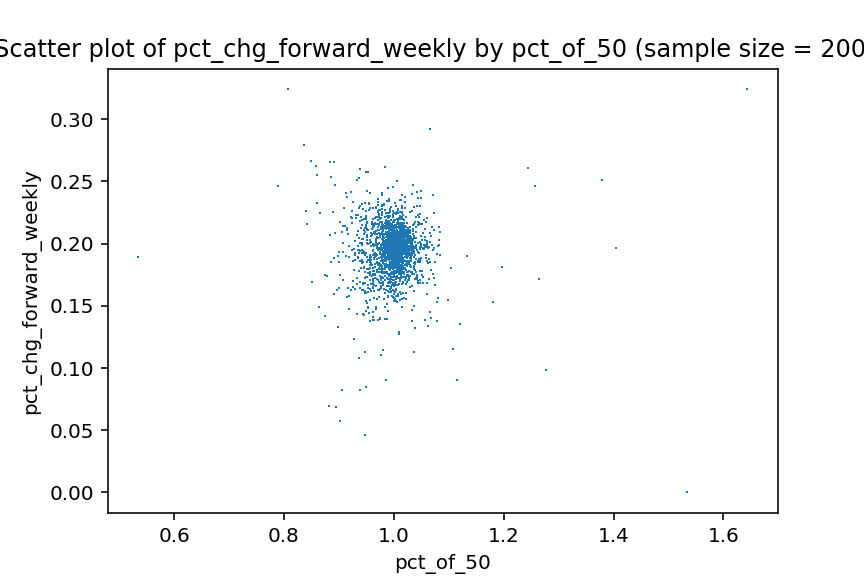 Scatter plot of pct_chg_forward_weekly by pct_of_50 (sample size = 200
0.30
0.25
0.20
0.15
0.10
0.05
0.00
pct_chg_forward_weekly
0.6 0.8 1.0 1.2 1.4 1.6
pct_of_50